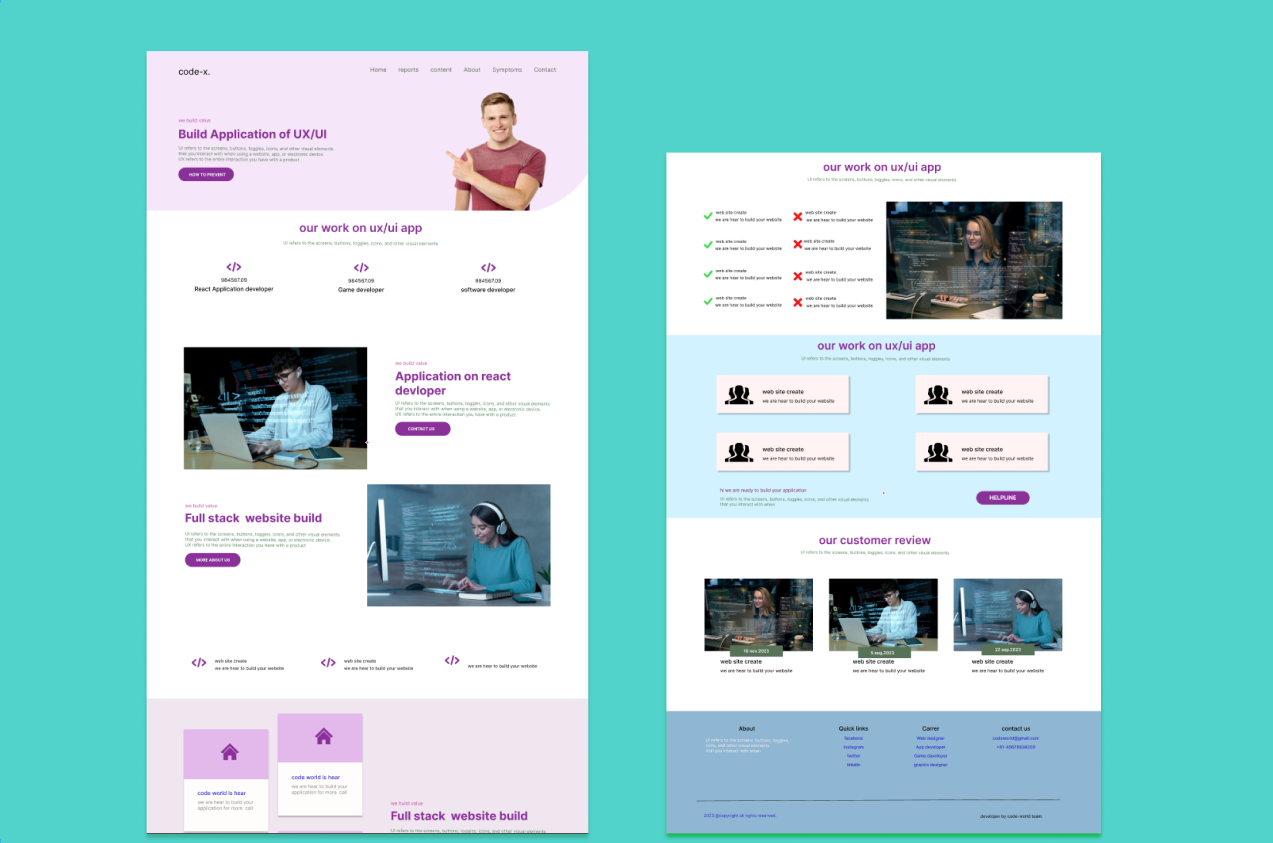 code-x.
Home reports content About Symptoms Contact
we build value
Build Application of UX/UI
UI refers to the screens, buttons, toggles, icons, and other visual elements
that you interact with when using a website, app, or electronic device.
UX refers to the entire interaction you have with a product
HOW TO PREVENT
our work on ux/ui app
UI refers to the screens, buttons, toggles, icons, and other visual elements
</>
984567.09
React Application developer
</>
984567.09
Game developer
</>
984567.09
software developer
we build value
Application on react
devloper
UI refers to the screens, buttons, toggles, icons, and other visual elements
that you interact with when using a website, app, or electronic device.
UX refers to the entire interaction you have with a product
CONTACT US
we build value
Full stack website build
UI refers to the screens, buttons, toggles, icons, and other visual elements
that you interact with when using a website, app, or electronic device.
UX refers to the entire interaction you have with a product
MORE ABOUT US
</>
web site create
we are hear to build your website
</>
web site create
we are hear to build your website
</>
we are hear to build your website
code world is hear
we are hear to build your
application for more call
code world is hear
we are hear to build your
application for more call
we build value
Full stack website build
UI refers to the screens, buttons, toggles, icons, and other visual elements
our work on ux/ui app
UI refers to the screens, buttons, toggles, icons, and other visual elements
web site create
we are hear to build your website
web site create
we are hear to build your website
web site create
we are hear to build your website
web site create
we are hear to build your website
web site create
we are hear to build your website
web site create
we are hear to build your website
web site create
we are hear to build your website
web site create
we are hear to build your website
our work on ux/ui app
UI refers to the screens, buttons, toggles, icons, and other visual elements
web site create
we are hear to build your website
web site create
we are hear to build your website
web site create
we are hear to build your website
web site create
we are hear to build your website
hi we are ready to build your application
UI refers to the screens, buttons, toggles, icons, and other visual elements
that you interact with when
HELPLINE
our customer review
UI refers to the screens, buttons, toggles, icons, and other visual elements
web site create
we are hear to build your website
5 aug 2023
web site create
we are hear to build your website
22 sep 2023
web site create
we are hear to build your website
About
UI refers to the screens, buttons, toggles,
icons, and other visual elements
that you interact with when
Quick links
facebook
instagram
twitter
linkdin
Carrer
Web designer
App developer
Game developer
graphics designer
contact us
2023 @copyright all rights reserved.
developer by code-world team.